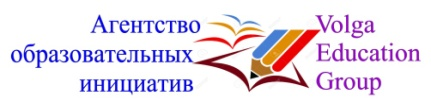 Агентство
образовательных
инициатив
Volga
Education
Group